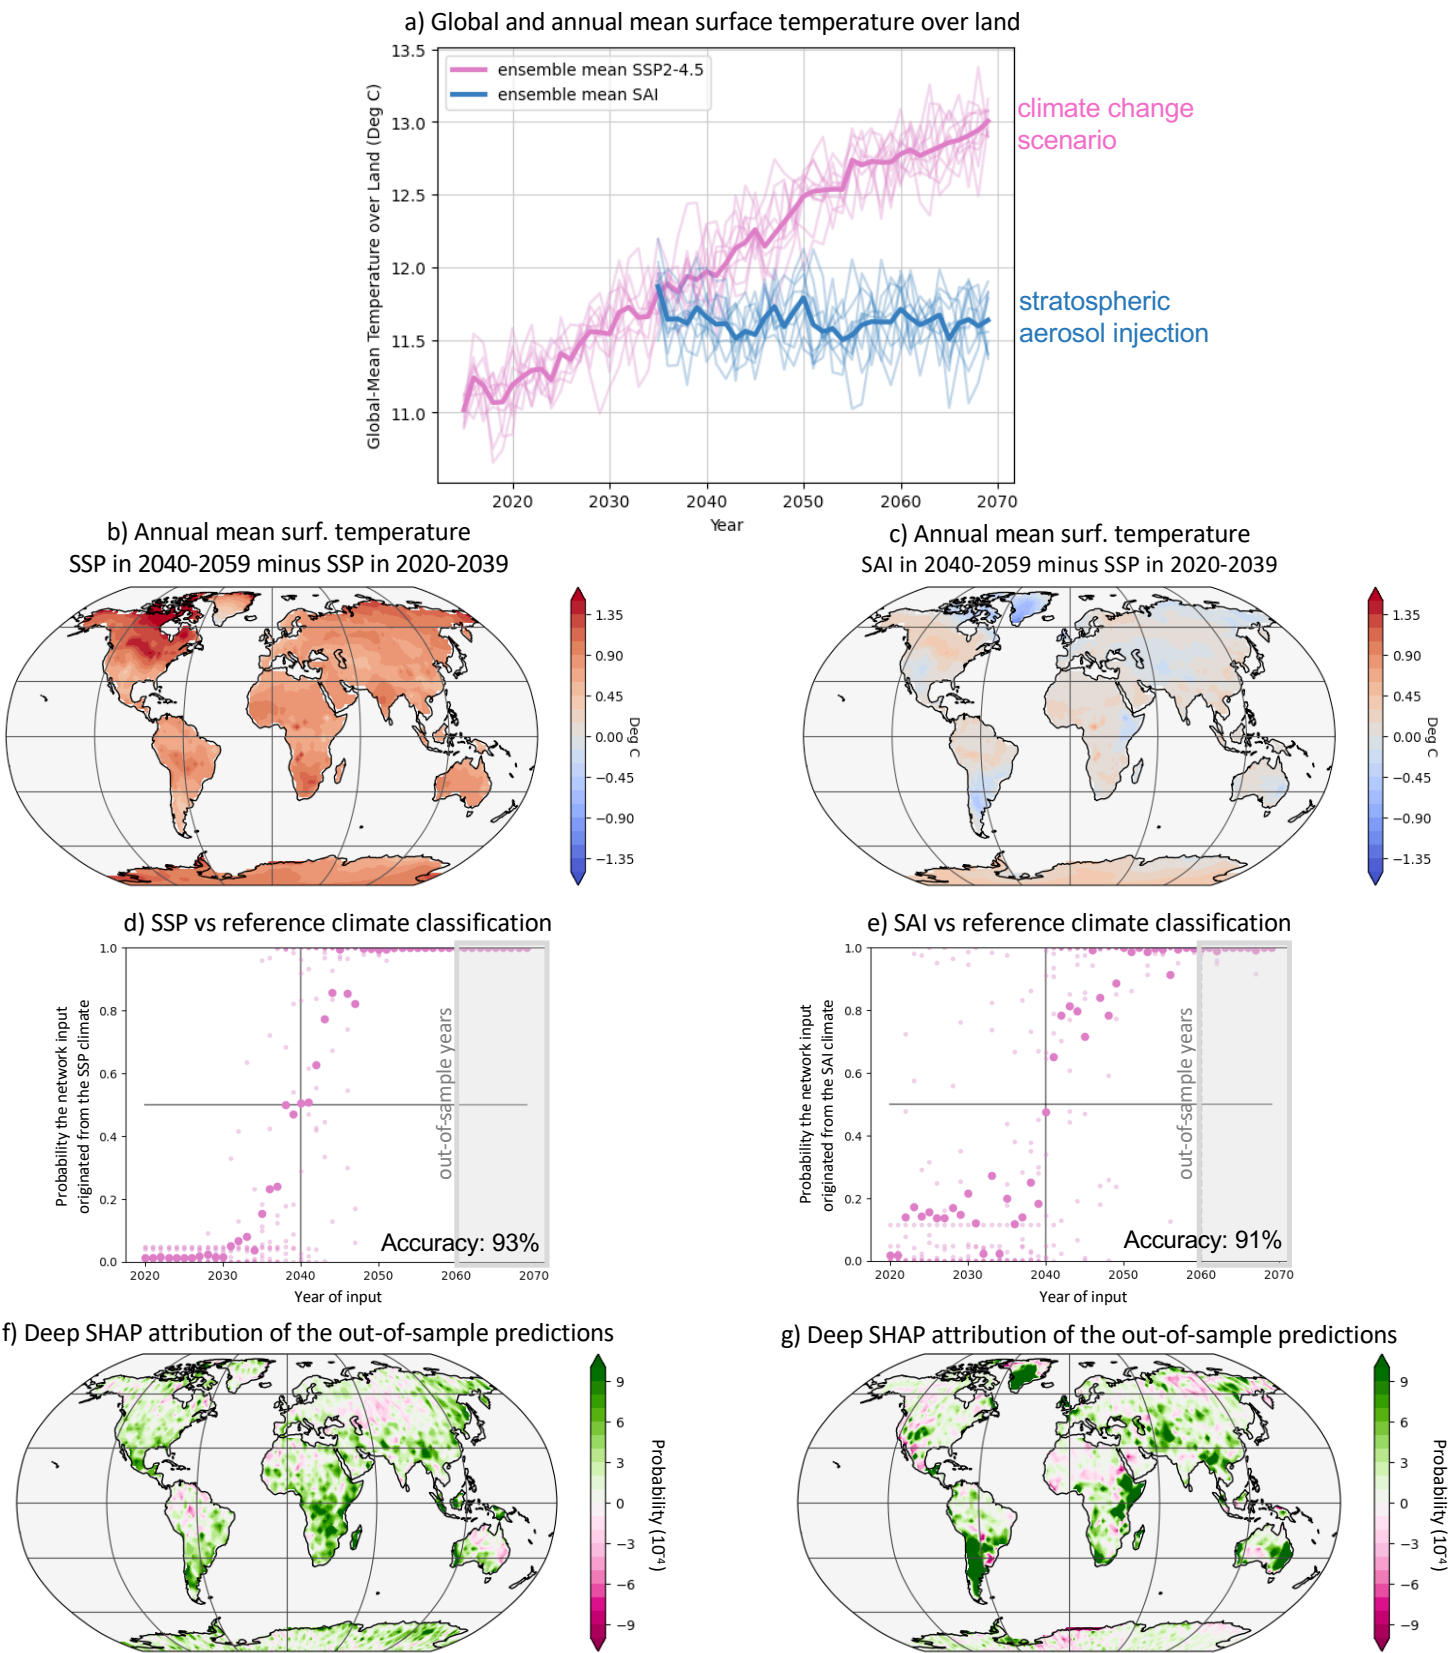 a) Global and annual mean surface temperature over land
13.5
13.0
12.5
12.0
11.5
11.0
Global-Mean Temperature over Land (Deg C)
ensemble mean SSP2-4.5
ensemble mean SAI
climate change
scenario
stratospheric
aerosol injection
2020 2030 2040 2050 2060 2070
Year
b) Annual mean surf. temperature
SSP in 2040-2059 minus SSP in 2020-2039
1.35
0.90
0.45
0.00
−0.45
−0.90
−1.35
Deg C
c) Annual mean surf. temperature
SAI in 2040-2059 minus SSP in 2020-2039
1.35
0.90
0.45
0.00
−0.45
−0.90
−1.35
Deg C
d) SSP vs reference climate classification
Probability the network input
originated from the SSP climate
1.0
0.8
0.6
0.4
0.2
0.0
out-of-sample years
Accuracy: 93%
2020 2030 2040 2050 2060 2070
Year of input
e) SAI vs reference climate classification
Probability the network input
originated from the SAI climate
1.0
0.8
0.6
0.4
0.2
0.0
out-of-sample years
Accuracy: 91%
2020 2030 2040 2050 2060 2070
Year of input
f) Deep SHAP attribution of the out-of-sample predictions
9
6
3
0
−3
−6
−9
Probability (10⁻⁴)
g) Deep SHAP attribution of the out-of-sample predictions
9
6
3
0
−3
−6
−9
Probability (10⁻⁴)